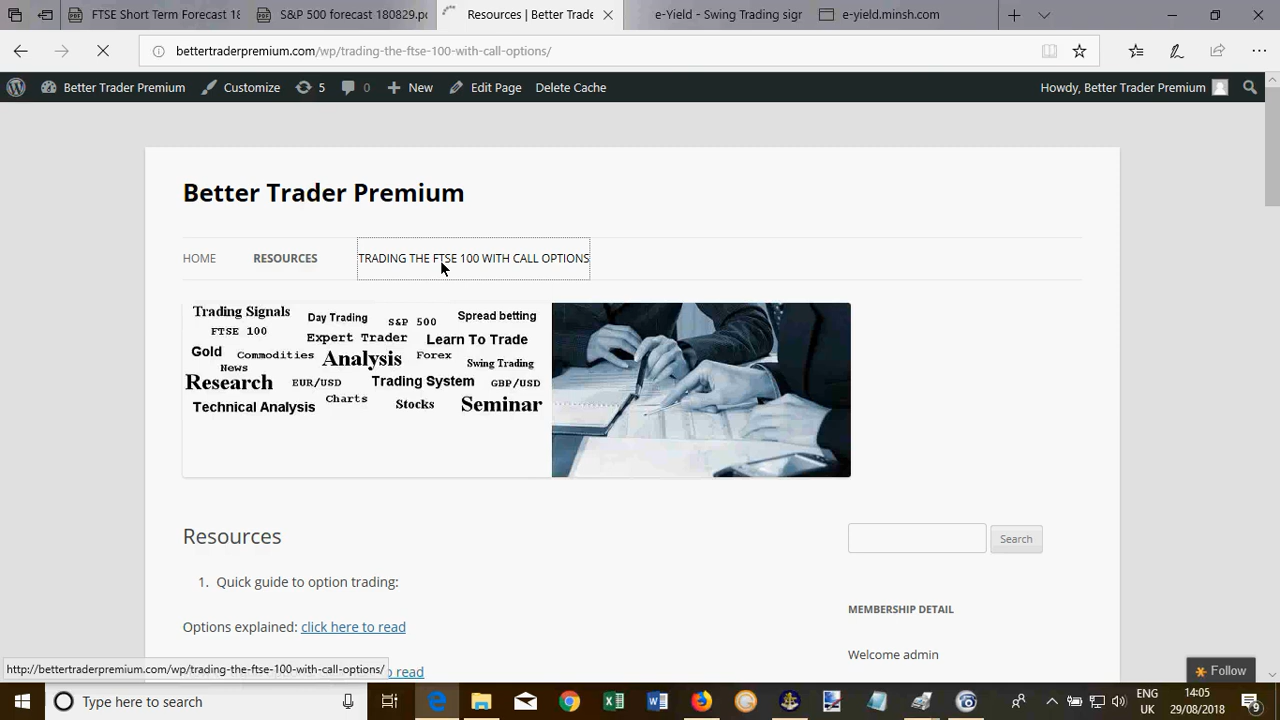 FTSE Short Term Forecast 18
S&P 500 forecast 180829.pc
Resources | Better Trade
e-Yield - Swing Trading sigr
e-yield.minsh.com
bettertraderpremium.com/wp/trading-the-ftse-100-with-call-options/
Better Trader Premium
Customize
5
0
New
Edit Page
Delete Cache
Howdy, Better Trader Premium
Better Trader Premium
HOME
RESOURCES
TRADING THE FTSE 100 WITH CALL OPTIONS
Trading Signals
Day Trading
S&P 500
Spread betting
FTSE 100
Expert Trader
Learn To Trade
Gold
Commodities
Analysis
Forex
Swing Trading
News
Research
EUR/USD
Trading System
GBP/USD
Technical Analysis
Charts
Stocks
Seminar
Resources
Search
1. Quick guide to option trading:
MEMBERSHIP DETAIL
Options explained: click here to read
Welcome admin
http://bettertraderpremium.com/wp/trading-the-ftse-100-with-call-options/
o read
Follow
Type here to search
ENG
UK
14:05
29/08/2018
9